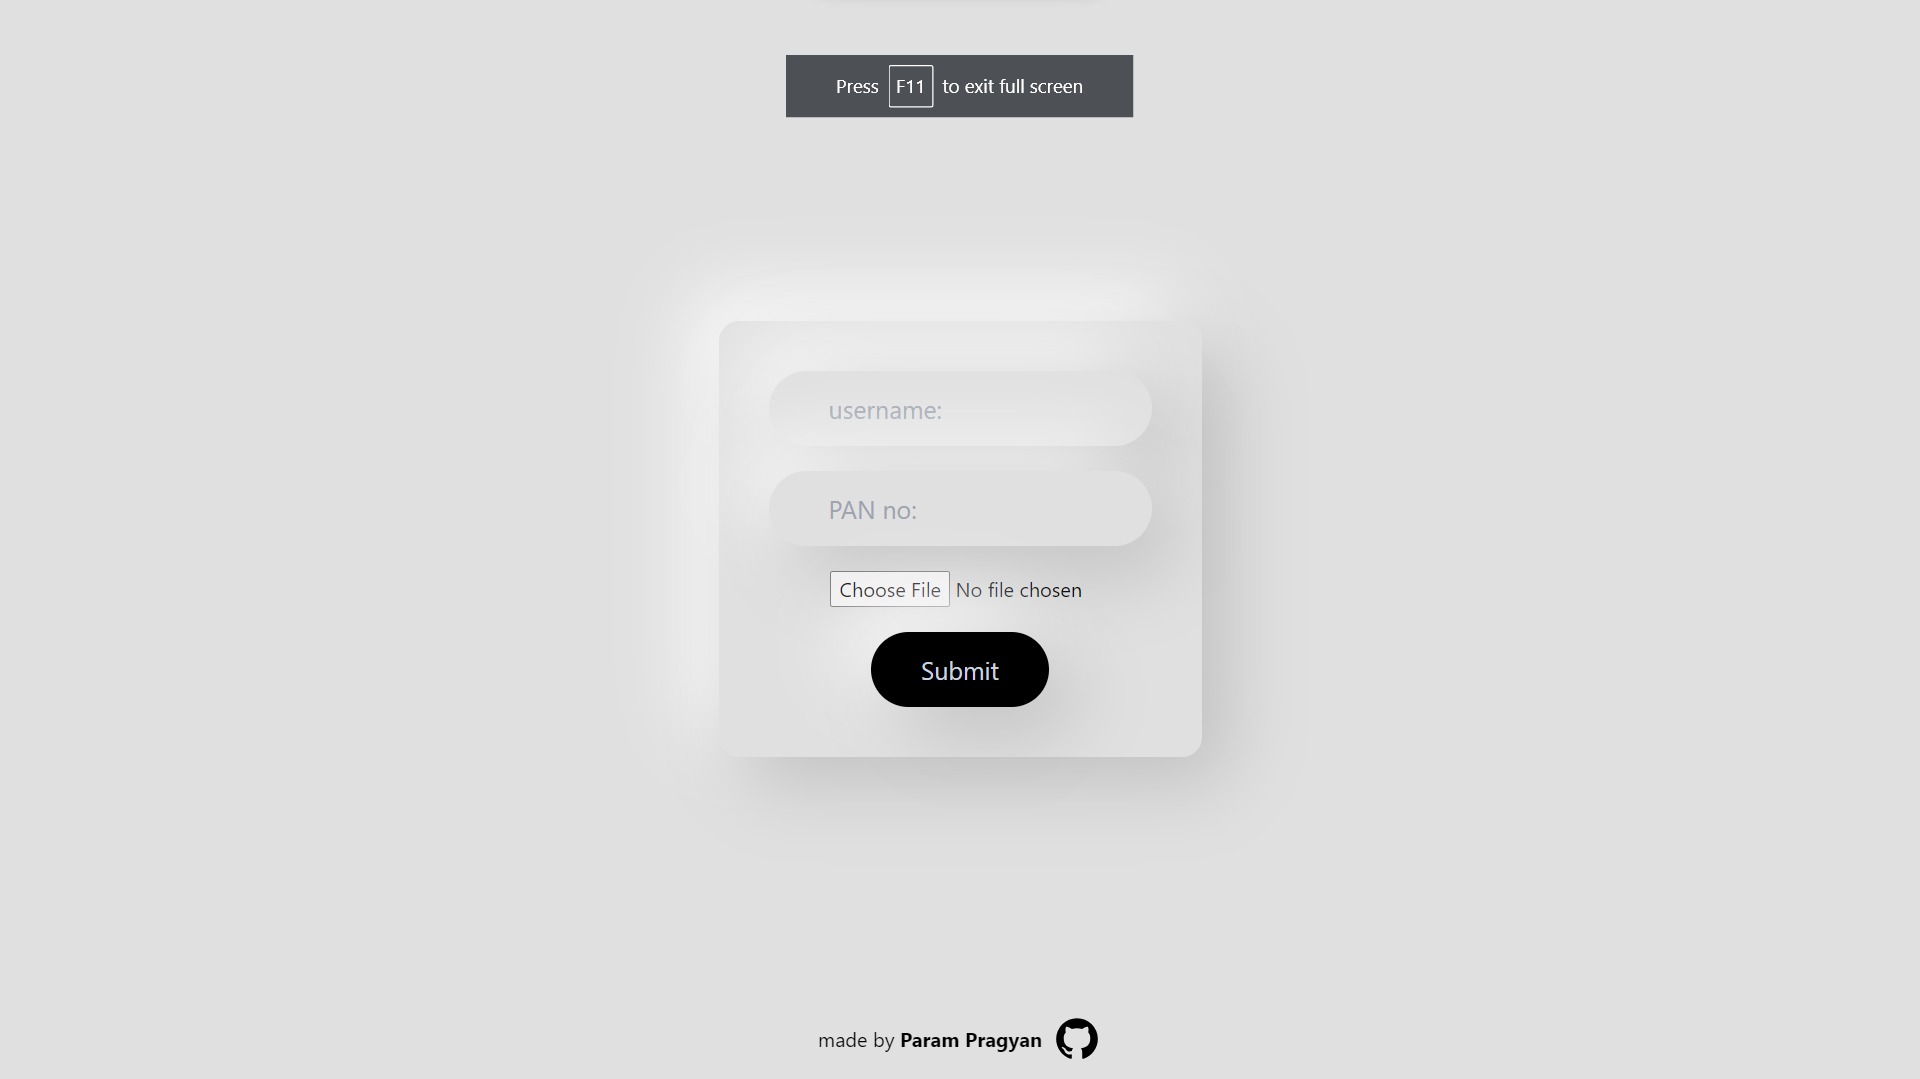 Press F11 to exit full screen
username:
PAN no:
Choose File No file chosen
Submit
made by Param Pragyan